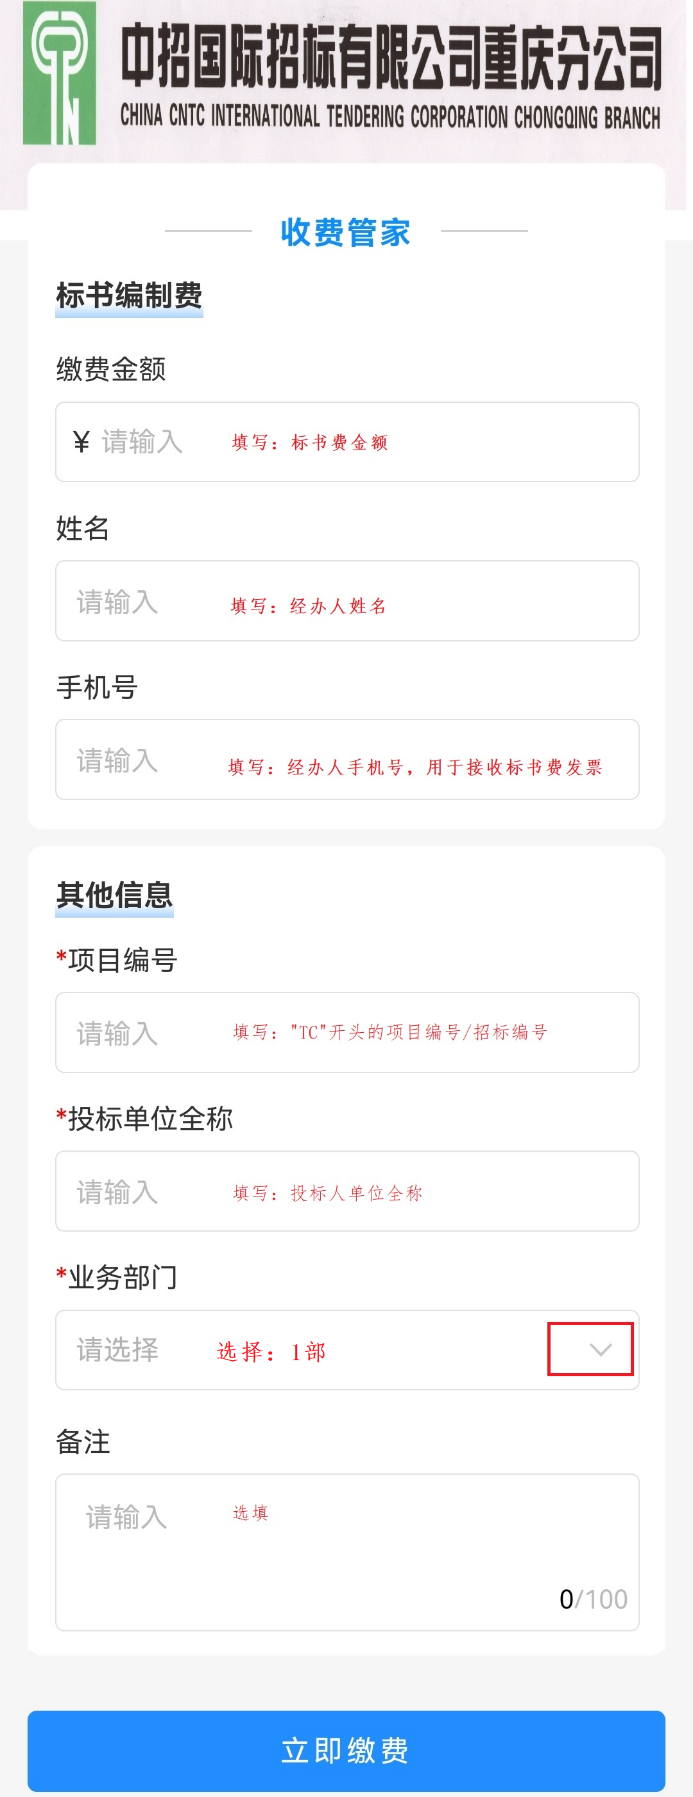 中招国际招标有限公司重庆分公司
CHINA CNTC INTERNATIONAL TENDERING CORPORATION CHONGQING BRANCH
收费管家
标书编制费
缴费金额
¥ 请输入 填写：标书费金额
姓名
请输入 填写：经办人姓名
手机号
请输入 填写：经办人手机号，用于接收标书费发票
其他信息
*项目编号
请输入 填写："TC"开头的项目编号/招标编号
*投标单位全称
请输入 填写：投标人单位全称
*业务部门
请选择 选择：1部
备注
请输入 选填
0/100
立即缴费